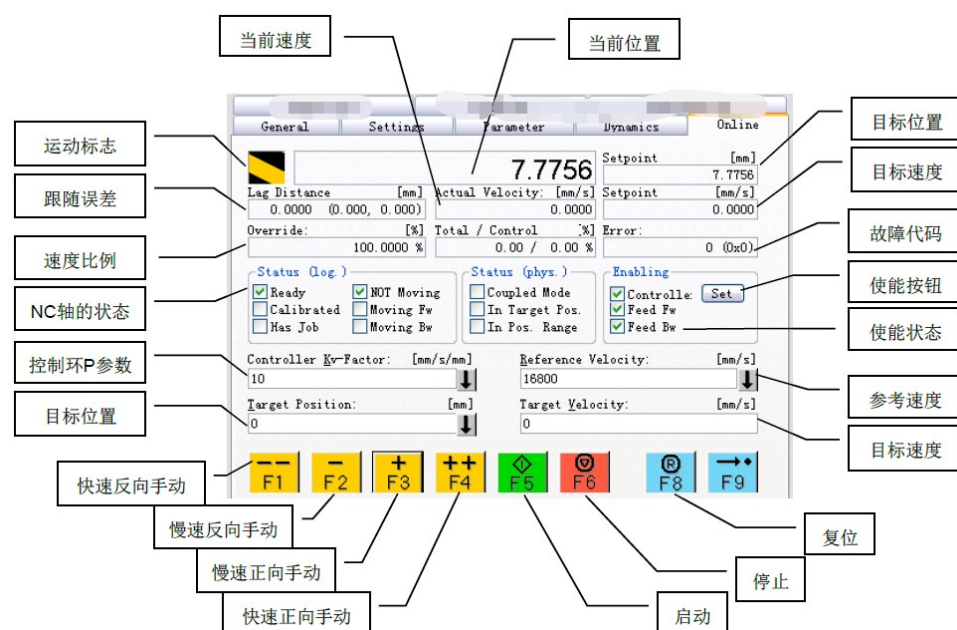 当前速度
当前位置
General
Settings
Parameter
Dynamics
Online
目标位置
运动标志
7.7756
Setpoint [mm]
7.7756
目标速度
跟随误差
Lag Distance [mm]
0.0000 (0.000, 0.000)
Actual Velocity: [mm/s]
0.0000
Setpoint [mm/s]
0.0000
故障代码
速度比例
Override: [%]
100.0000 %
Total / Control %]
0.00 / 0.00 %
Error:
0 (0x0)
使能按钮
NC轴的状态
Status (log.)
Ready
NOT Moving
Calibrated
Moving Fw
Has Job
Moving Bw
Status (phys.)
Coupled Mode
In Target Pos.
In Pos. Range
Enabling
Controlle:
Set
Feed Fw
Feed Bw
使能状态
控制环P参数
Controller Kv-Factor: [mm/s/mm]
10
Reference Velocity: [mm/s]
16800
参考速度
目标位置
Target Position: [mm]
0
Target Velocity: [mm/s]
0
目标速度
-- F1
- F2
+ F3
++ F4
F5
F6
R F8
F9
快速反向手动
慢速反向手动
慢速正向手动
快速正向手动
启动
停止
复位